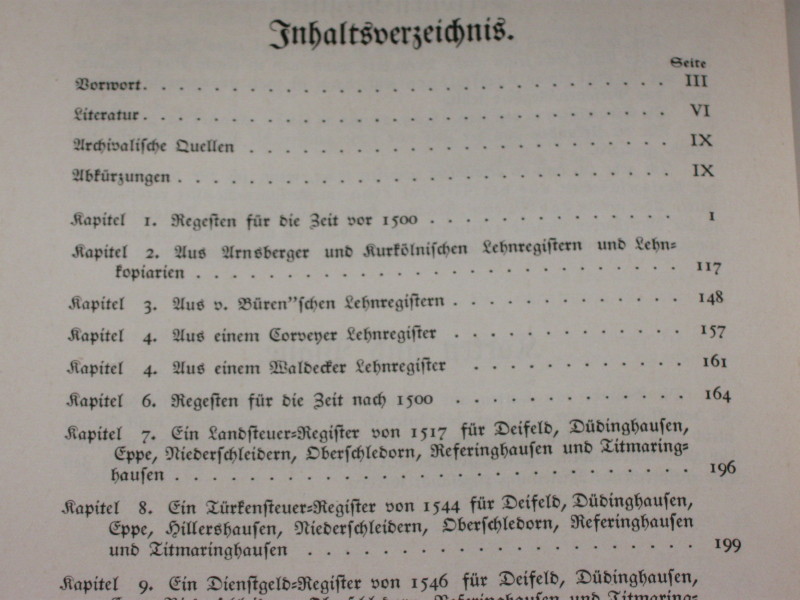 Inhaltsverzeichnis.
Seite
Vorwort. . . . . . . . . . . . . . . . . . . . . . . . . III
Literatur. . . . . . . . . . . . . . . . . . . . . . . . . VI
Archivalische Quellen . . . . . . . . . . . . . . . . . . IX
Abkürzungen . . . . . . . . . . . . . . . . . . . . . . IX
Kapitel 1. Regesten für die Zeit vor 1500 . . . . . . . . . . . 1
Kapitel 2. Aus Arnsberger und Kurkölnischen Lehnregistern und Lehn-
kopiarien . . . . . . . . . . . . . . . . . . . . . 117
Kapitel 3. Aus v. Büren"schen Lehnregistern . . . . . . . . . . 148
Kapitel 4. Aus einem Corveyer Lehnregister . . . . . . . . . . 157
Kapitel 4. Aus einem Waldecker Lehnregister . . . . . . . . . 161
Kapitel 6. Regesten für die Zeit nach 1500 . . . . . . . . . . 164
Kapitel 7. Ein Landsteuer-Register von 1517 für Deifeld, Düdinghausen,
Eppe, Niederschleidern, Oberschledorn, Referinghausen und Titmaring-
hausen . . . . . . . . . . . . . . . . . . . . . . 196
Kapitel 8. Ein Türkensteuer-Register von 1544 für Deifeld, Düdinghausen,
Eppe, Hillershausen, Niederschleidern, Oberschledorn, Referinghausen
und Titmaringhausen . . . . . . . . . . . . . . . . 199
Kapitel 9. Ein Dienstgeld-Register von 1546 für Deifeld, Düdinghausen,